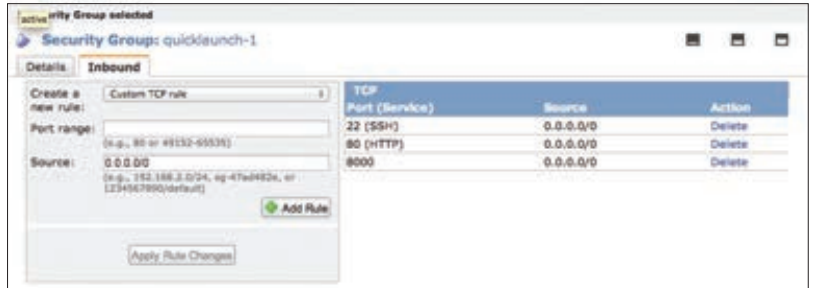 active
rity Group selected
Security Group: quicklaunch-1
Details
Inbound
Create a new rule:
Custom TCP rule
Port range:
(e.g., 80 or 49152-65535)
Source:
0.0.0.0/0
(e.g., 192.168.2.0/24, sg-47ad482e, or
1234567890/default)
Add Rule
Apply Rule Changes
TCP
Port (Service) Source Action
22 (SSH) 0.0.0.0/0 Delete
80 (HTTP) 0.0.0.0/0 Delete
8000 0.0.0.0/0 Delete